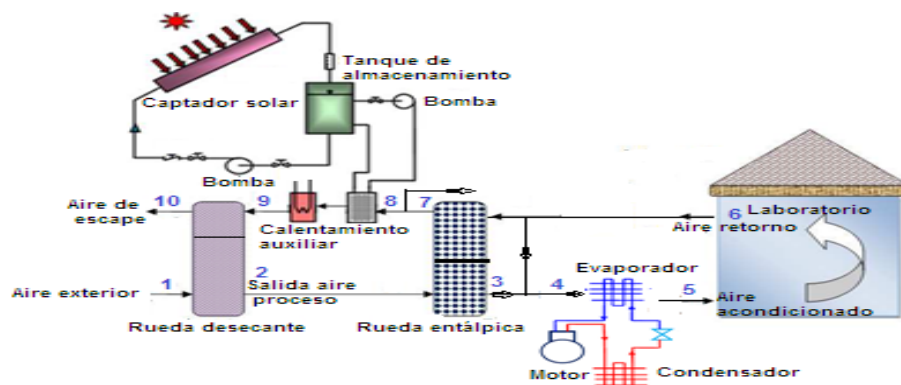 Tanque de
almacenamiento
Captador solar
Bomba
Bomba
Aire de
escape
10
9
8
7
Calentamiento
auxiliar
6
Laboratorio
Aire retorno
1
2
Salida aire
proceso
3
4
Evaporador
5
Aire exterior
Aire
acondicionado
Rueda desecante
Rueda entálpica
Motor
Condensador